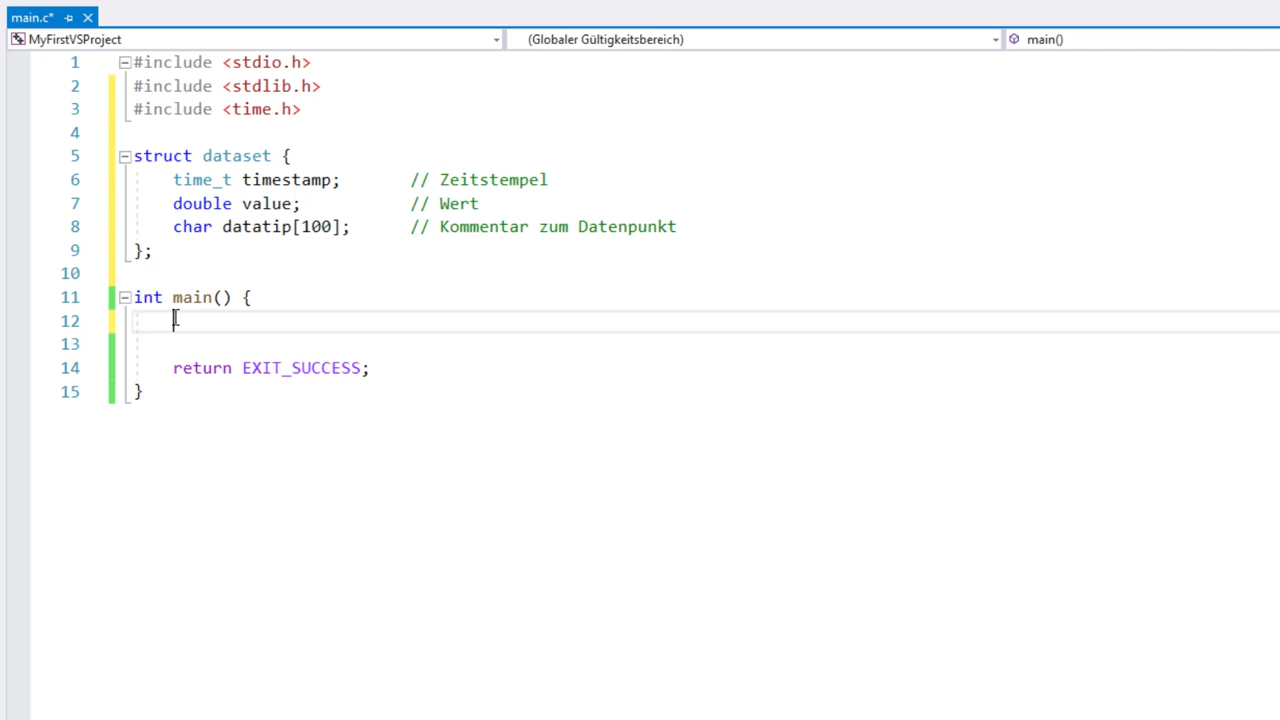 main.c*
MyFirstVSProject (Globaler Gültigkeitsbereich) main()
1 #include <stdio.h>
2 #include <stdlib.h>
3 #include <time.h>
4
5 struct dataset {
6 time_t timestamp; // Zeitstempel
7 double value; // Wert
8 char datatip[100]; // Kommentar zum Datenpunkt
9 };
10
11 int main() {
12
13
14 return EXIT_SUCCESS;
15 }